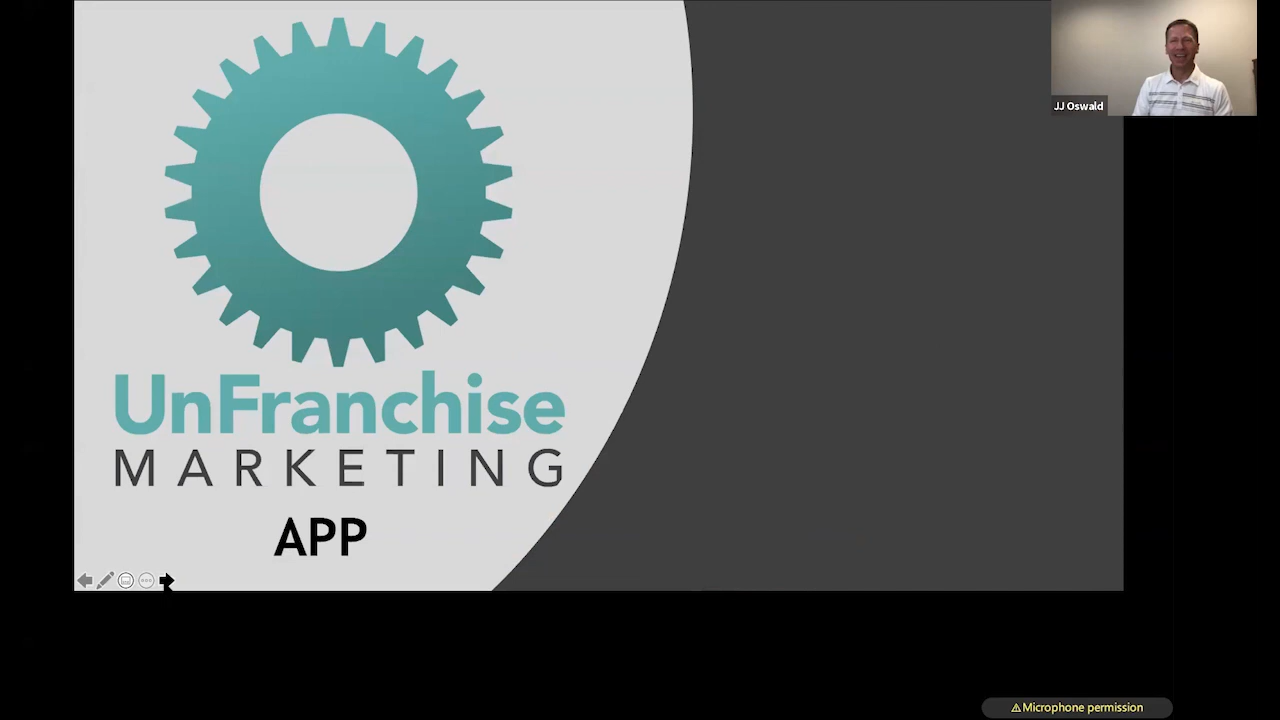 JJ Oswald
UnFranchise
MARKETING
APP
⚠Microphone permission